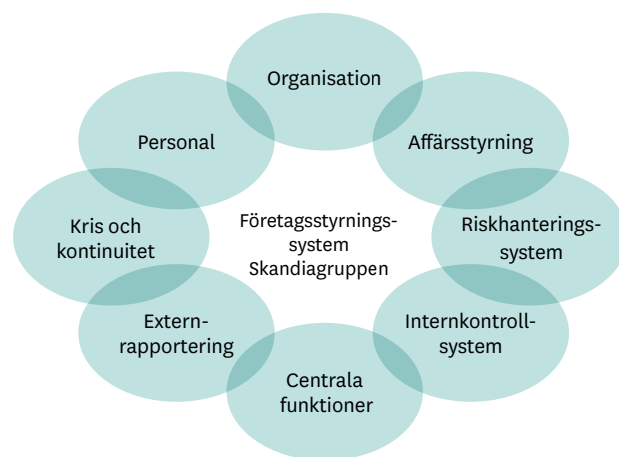 Organisation
Personal
Affärsstyrning
Kris och
kontinuitet
Företagsstyrnings-
system
Skandiagruppen
Riskhanterings-
system
Extern-
rapportering
Internkontroll-
system
Centrala
funktioner